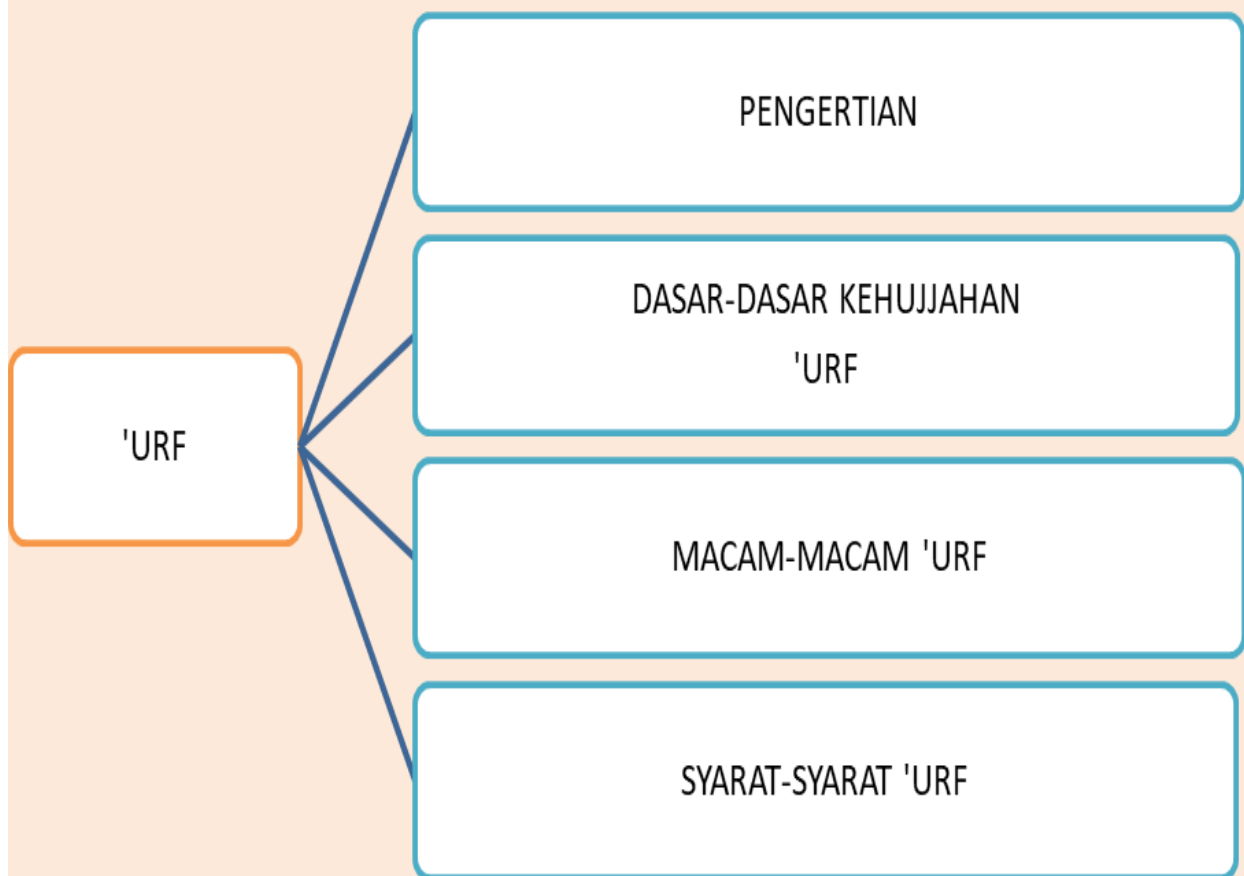 PENGERTIAN
DASAR-DASAR KEHUJJAHAN
'URF
'URF
MACAM-MACAM 'URF
SYARAT-SYARAT 'URF